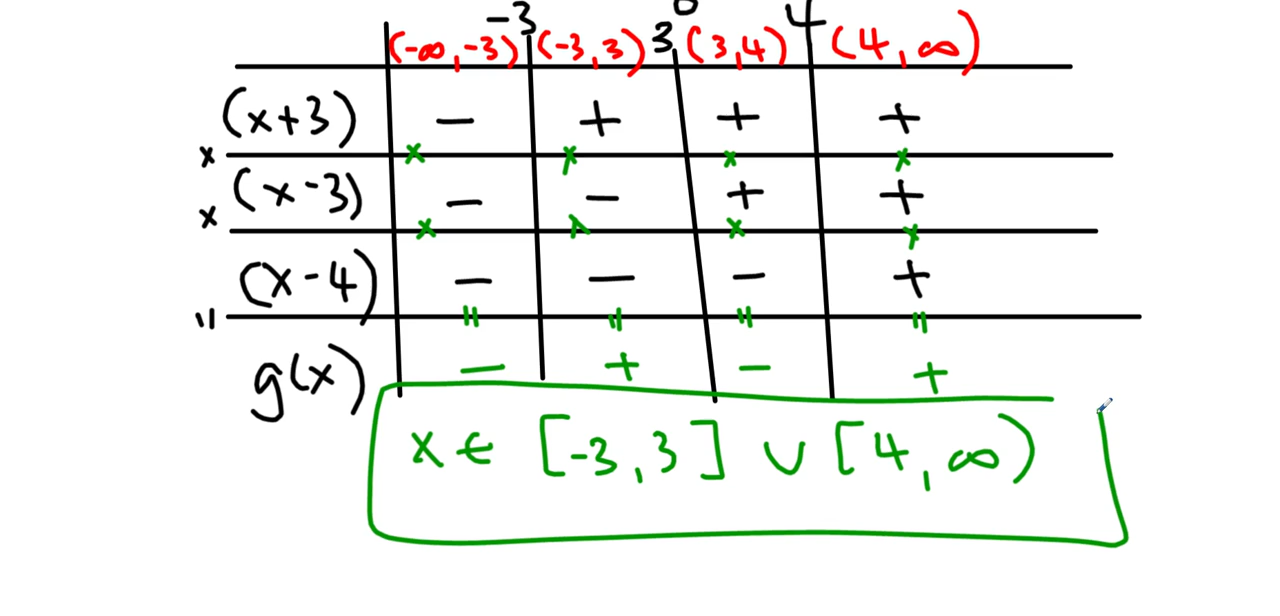 -3 3 4
(-∞,-3) (-3,3) (3,4) (4,∞)
(x+3) − + + +
x x x x x
(x-3) − − + +
x x x x
(x-4) − − − +
= = = = =
g(x) − + − +
x ∈ [-3,3] ∪ [4,∞)